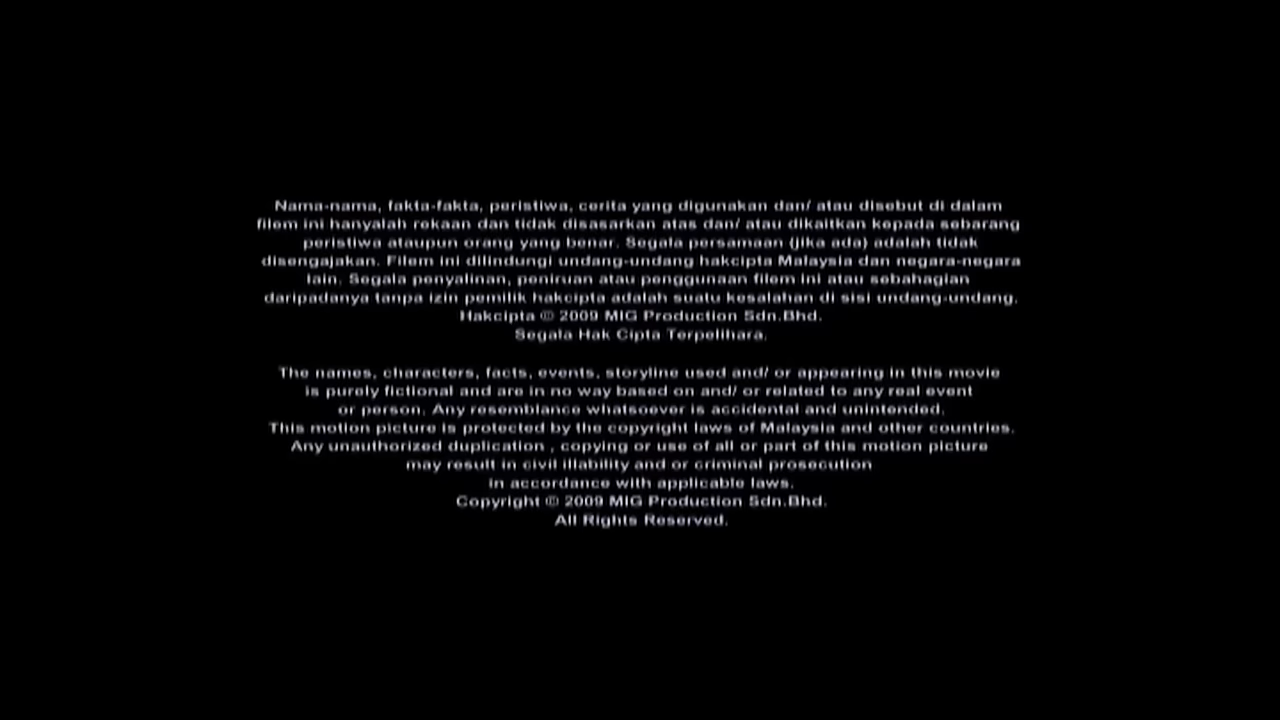 Nama-nama, fakta-fakta, peristiwa, cerita yang digunakan dan/ atau disebut di dalam
filem ini hanyalah rekaan dan tidak disasarkan atas dan/ atau dikaitkan kepada sebarang
peristiwa ataupun orang yang benar. Segala persamaan (jika ada) adalah tidak
disengajakan. Filem ini dilindungi undang-undang hakcipta Malaysia dan negara-negara
lain. Segala penyalinan, peniruan atau penggunaan filem ini atau sebahagian
daripadanya tanpa izin pemilik hakcipta adalah suatu kesalahan di sisi undang-undang.
Hakcipta © 2009 MIG Production Sdn.Bhd.
Segala Hak Cipta Terpelihara.
The names, characters, facts, events, storyline used and/ or appearing in this movie
is purely fictional and are in no way based on and/ or related to any real event
or person. Any resemblance whatsoever is accidental and unintended.
This motion picture is protected by the copyright laws of Malaysia and other countries.
Any unauthorized duplication , copying or use of all or part of this motion picture
may result in civil illability and or criminal prosecution
in accordance with applicable laws.
Copyright © 2009 MIG Production Sdn.Bhd.
All Rights Reserved.